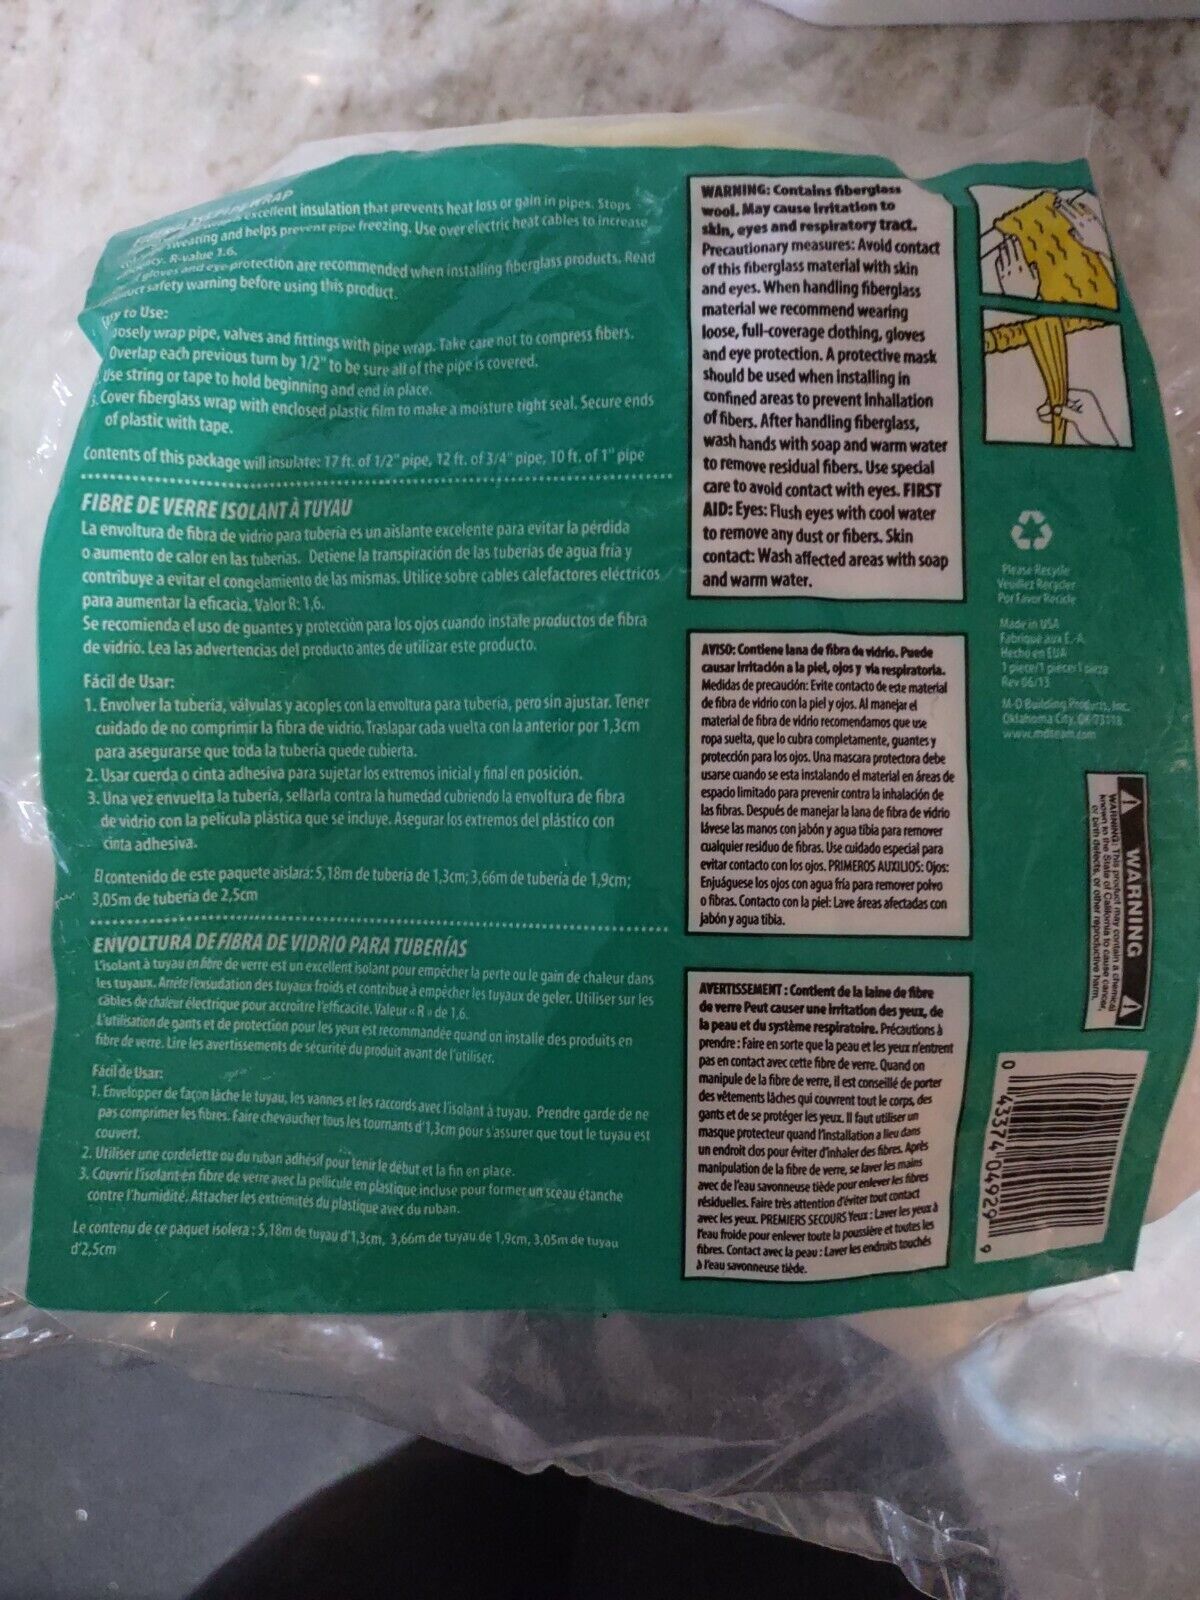 PIPE WRAP
excellent insulation that prevents heat loss or gain in pipes. Stops
sweating and helps prevent pipe freezing. Use over electric heat cables to increase
R-value 1.6.
gloves and eye protection are recommended when installing fiberglass products. Read
product safety warning before using this product.
Easy to Use:
Loosely wrap pipe, valves and fittings with pipe wrap. Take care not to compress fibers.
Overlap each previous turn by 1/2" to be sure all of the pipe is covered.
Use string or tape to hold beginning and end in place.
3. Cover fiberglass wrap with enclosed plastic film to make a moisture tight seal. Secure ends
of plastic with tape.
Contents of this package will insulate: 17 ft. of 1/2" pipe, 12 ft. of 3/4" pipe, 10 ft. of 1" pipe
FIBRE DE VERRE ISOLANT À TUYAU
La envoltura de fibra de vidrio para tubería es un aislante excelente para evitar la pérdida
o aumento de calor en las tuberías. Detiene la transpiración de las tuberías de agua fría y
contribuye a evitar el congelamiento de las mismas. Utilice sobre cables calefactores eléctricos
para aumentar la eficacia. Valor R: 1,6.
Se recomienda el uso de guantes y protección para los ojos cuando instale productos de fibra
de vidrio. Lea las advertencias del producto antes de utilizar este producto.
Fácil de Usar:
1. Envolver la tubería, válvulas y acoples con la envoltura para tubería, pero sin ajustar. Tener
cuidado de no comprimir la fibra de vidrio. Traslapar cada vuelta con la anterior por 1,3cm
para asegurarse que toda la tubería quede cubierta.
2. Usar cuerda o cinta adhesiva para sujetar los extremos inicial y final en posición.
3. Una vez envuelta la tubería, sellarla contra la humedad cubriendo la envoltura de fibra
de vidrio con la película plástica que se incluye. Asegurar los extremos del plástico con
cinta adhesiva.
El contenido de este paquete aislará: 5,18m de tubería de 1,3cm; 3,66m de tubería de 1,9cm;
3,05m de tubería de 2,5cm
ENVOLTURA DE FIBRA DE VIDRIO PARA TUBERÍAS
L'isolant à tuyau en fibre de verre est un excellent isolant pour empêcher la perte ou le gain de chaleur dans
les tuyaux. Arrête l'exsudation des tuyaux froids et contribue à empêcher les tuyaux de geler. Utiliser sur les
câbles de chaleur électrique pour accroître l'efficacité. Valeur « R » de 1,6.
L'utilisation de gants et de protection pour les yeux est recommandée quand on installe des produits en
fibre de verre. Lire les avertissements de sécurité du produit avant de l'utiliser.
Fácil de Usar:
1. Envelopper de façon lâche le tuyau, les vannes et les raccords avec l'isolant à tuyau. Prendre garde de ne
pas comprimer les fibres. Faire chevaucher tous les tournants d'1,3cm pour s'assurer que tout le tuyau est
couvert.
2. Utiliser une cordelette ou du ruban adhésif pour tenir le début et la fin en place.
3. Couvrir l'isolant en fibre de verre avec la pellicule en plastique incluse pour former un sceau étanche
contre l'humidité. Attacher les extrémités du plastique avec du ruban.
Le contenu de ce paquet isolera : 5,18m de tuyau d'1,3cm, 3,66m de tuyau de 1,9cm, 3,05m de tuyau
d'2,5cm
WARNING: Contains fiberglass
wool. May cause irritation to
skin, eyes and respiratory tract.
Precautionary measures: Avoid contact
of this fiberglass material with skin
and eyes. When handling fiberglass
material we recommend wearing
loose, full-coverage clothing, gloves
and eye protection. A protective mask
should be used when installing in
confined areas to prevent inhallation
of fibers. After handling fiberglass,
wash hands with soap and warm water
to remove residual fibers. Use special
care to avoid contact with eyes. FIRST
AID: Eyes: Flush eyes with cool water
to remove any dust or fibers. Skin
contact: Wash affected areas with soap
and warm water.
AVISO: Contiene lana de fibra de vidrio. Puede
causar irritación a la piel, ojos y via respiratoria.
Medidas de precaución: Evite contacto de este material
de fibra de vidrio con la piel y ojos. Al manejar el
material de fibra de vidrio recomendamos que use
ropa suelta, que lo cubra completamente, guantes y
protección para los ojos. Una mascara protectora debe
usarse cuando se esta instalando el material en áreas de
espacio limitado para prevenir contra la inhalación de
las fibras. Después de manejar la lana de fibra de vidrio
lávese las manos con jabón y agua tibia para remover
cualquier residuo de fibras. Use cuidado especial para
evitar contacto con los ojos. PRIMEROS AUXILIOS: Ojos:
Enjuáguese los ojos con agua fría para remover polvo
o fibras. Contacto con la piel: Lave áreas afectadas con
jabón y agua tibia.
AVERTISSEMENT : Contient de la laine de fibre
de verre Peut causer une irritation des yeux, de
la peau et du système respiratoire. Précautions à
prendre : Faire en sorte que la peau et les yeux n'entrent
pas en contact avec cette fibre de verre. Quand on
manipule de la fibre de verre, il est conseillé de porter
des vêtements lâches qui couvrent tout le corps, des
gants et de se protéger les yeux. Il faut utiliser un
masque protecteur quand l'installation a lieu dans
un endroit clos pour éviter d'inhaler des fibres. Après
manipulation de la fibre de verre, se laver les mains
avec de l'eau savonneuse tiède pour enlever les fibres
résiduelles. Faire très attention d'éviter tout contact
avec les yeux. PREMIERS SECOURS Yeux : Laver les yeux à
l'eau froide pour enlever toute la poussière et toutes les
fibres. Contact avec la peau : Laver les endroits touchés
à l'eau savonneuse tiède.
Please Recycle
Veuillez Recycler
Por Favor Recicle
Made in USA
Fabriqué aux É.-A.
Hecho en EUA
1 piece/1 pièce/1 pieza
Rev 06/13
M-D Building Products, Inc.
Oklahoma City, OK 73118
www.mdteam.com
WARNING
WARNING: This product may contain a chemical
known to the State of California to cause cancer,
or birth defects, or other reproductive harm.
0 43374 04929 9